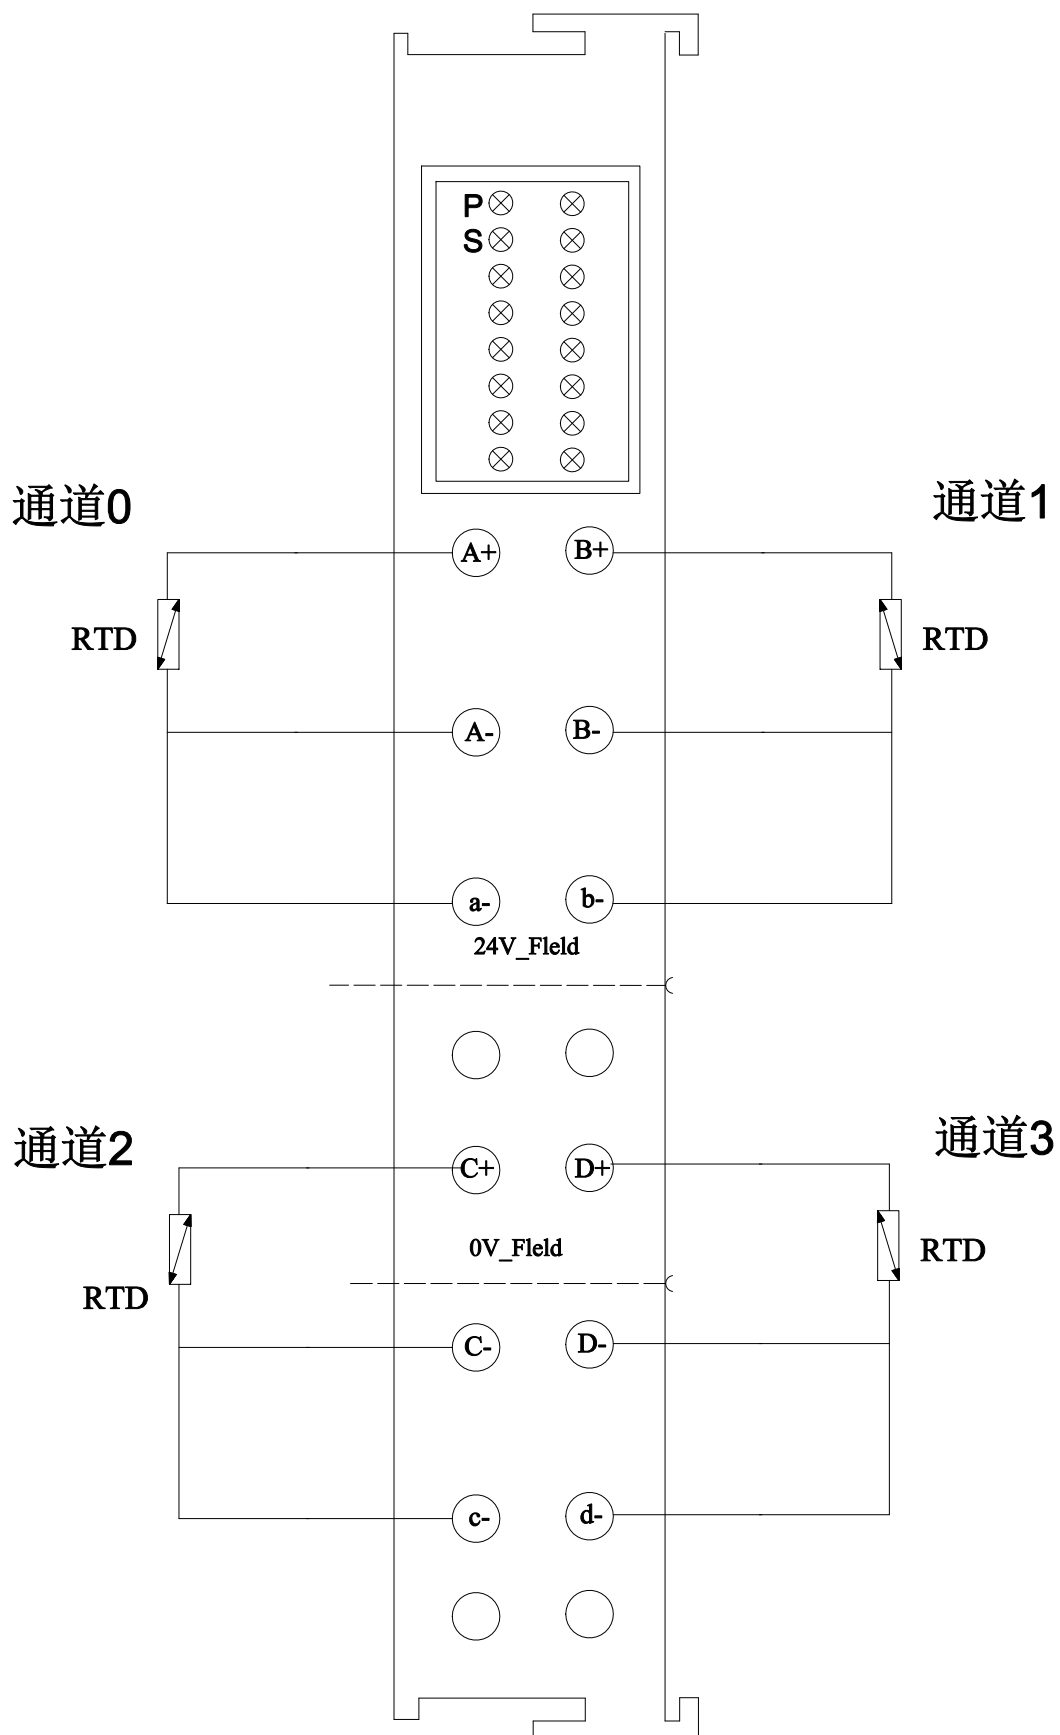 P
S
通道0
通道1
A+
B+
RTD
RTD
A-
B-
a-
b-
24V_Fleld
通道2
通道3
C+
D+
0V_Fleld
RTD
RTD
C-
D-
c-
d-